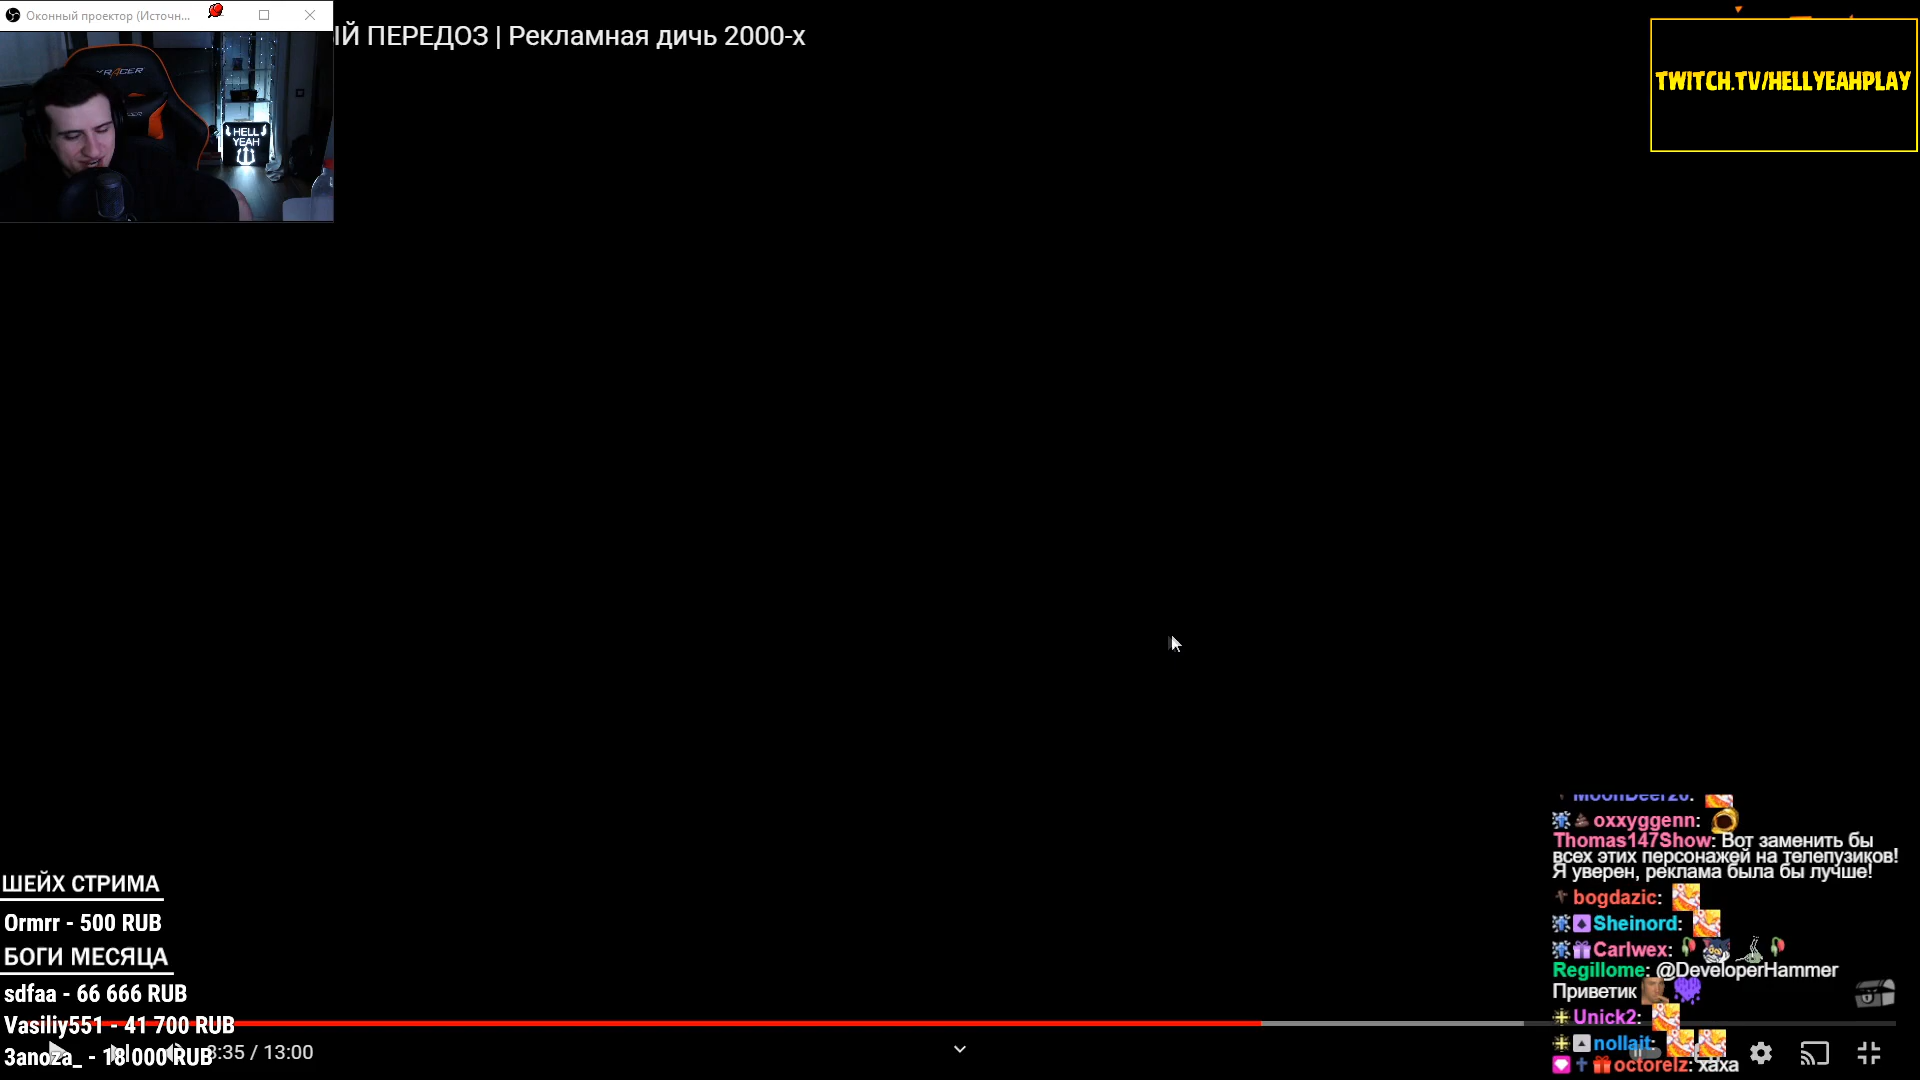 Оконный проектор (Источн...
ЫЙ ПЕРЕДОЗ | Рекламная дичь 2000-х
TWITCH.TV/HELLYEAHPLAY
HELL
YEAH
oxxyggenn:
Thomas147Show: Вот заменить бы
всех этих персонажей на телепузиков!
Я уверен, реклама была бы лучше!
bogdazic:
Sheinord:
Carlwex:
Regillome: @DeveloperHammer
Приветик
Unick2:
nollait:
octorelz: хаха
ШЕЙХ СТРИМА
Ormrr - 500 RUB
БОГИ МЕСЯЦА
sdfaa - 66 666 RUB
Vasiliy551 - 41 700 RUB
3anoza_ - 18 000 RUB
8:35 / 13:00